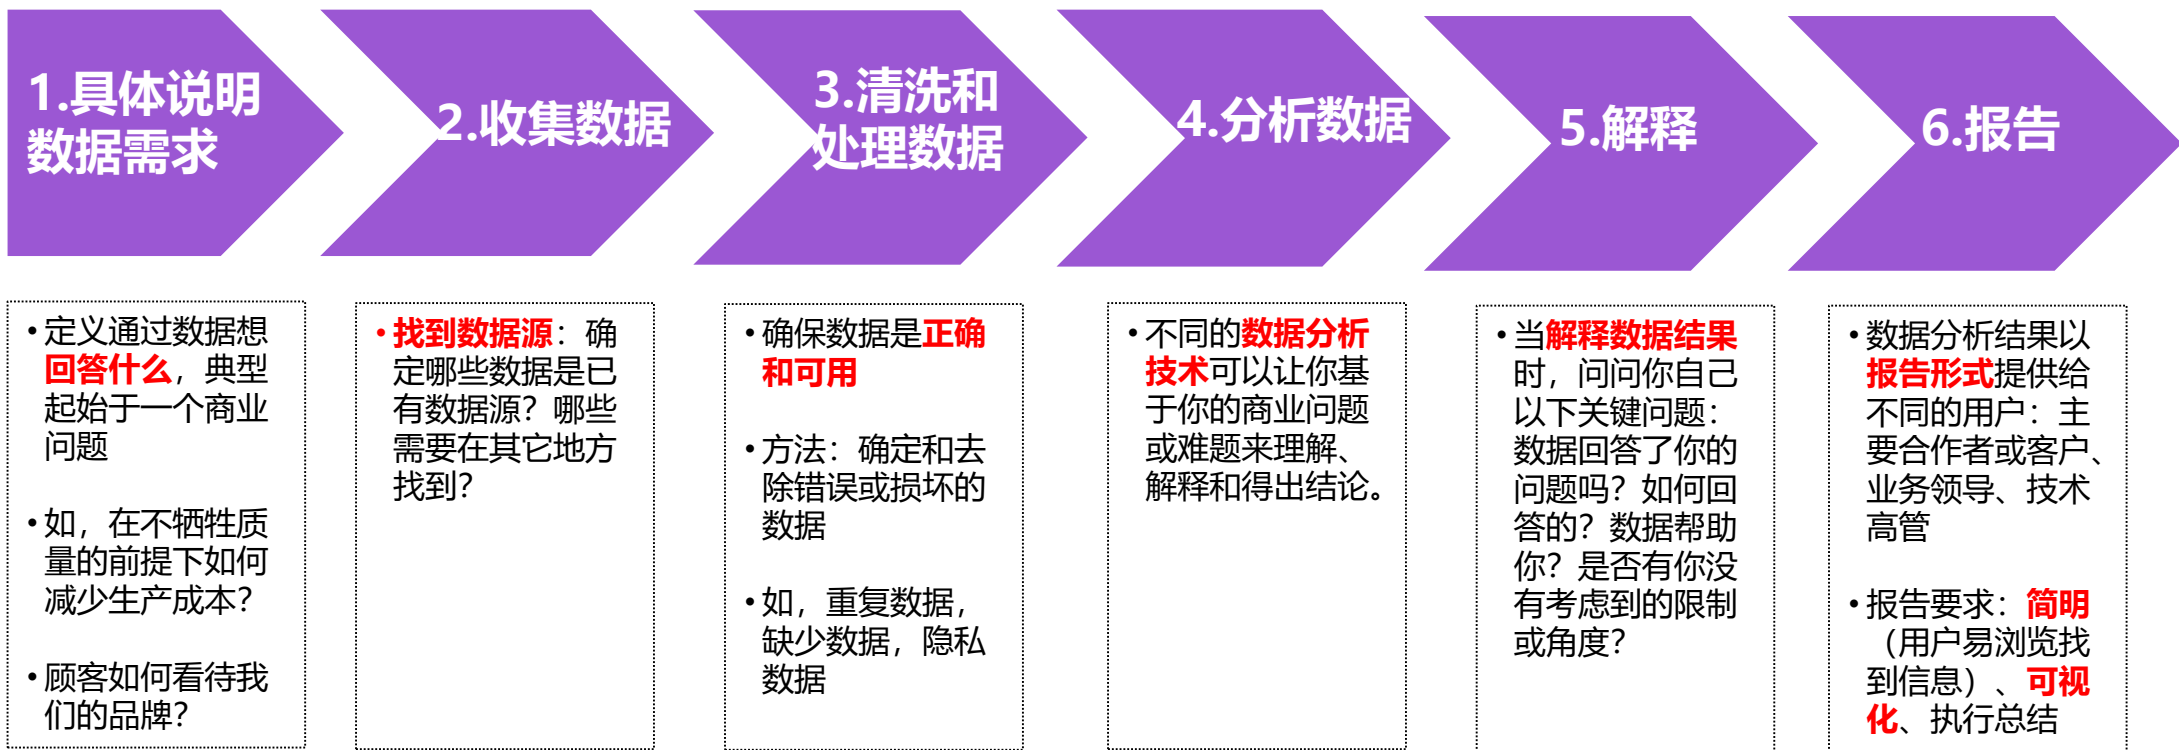 1.具体说明
数据需求
2.收集数据
3.清洗和
处理数据
4.分析数据
5.解释
6.报告
•定义通过数据想
回答什么，典型
起始于一个商业
问题
•如，在不牺牲质
量的前提下如何
减少生产成本？
•顾客如何看待我
们的品牌？
•找到数据源：确
定哪些数据是已
有数据源？哪些
需要在其它地方
找到？
•确保数据是正确
和可用
•方法：确定和去
除错误或损坏的
数据
•如，重复数据，
缺少数据，隐私
数据
•不同的数据分析
技术可以让你基
于你的商业问题
或难题来理解、
解释和得出结论。
•当解释数据结果
时，问问你自己
以下关键问题：
数据回答了你的
问题吗？如何回
答的？数据帮助
你？是否有你没
有考虑到的限制
或角度？
•数据分析结果以
报告形式提供给
不同的用户：主
要合作者或客户、
业务领导、技术
高管
•报告要求：简明
（用户易浏览找
到信息）、可视
化、执行总结